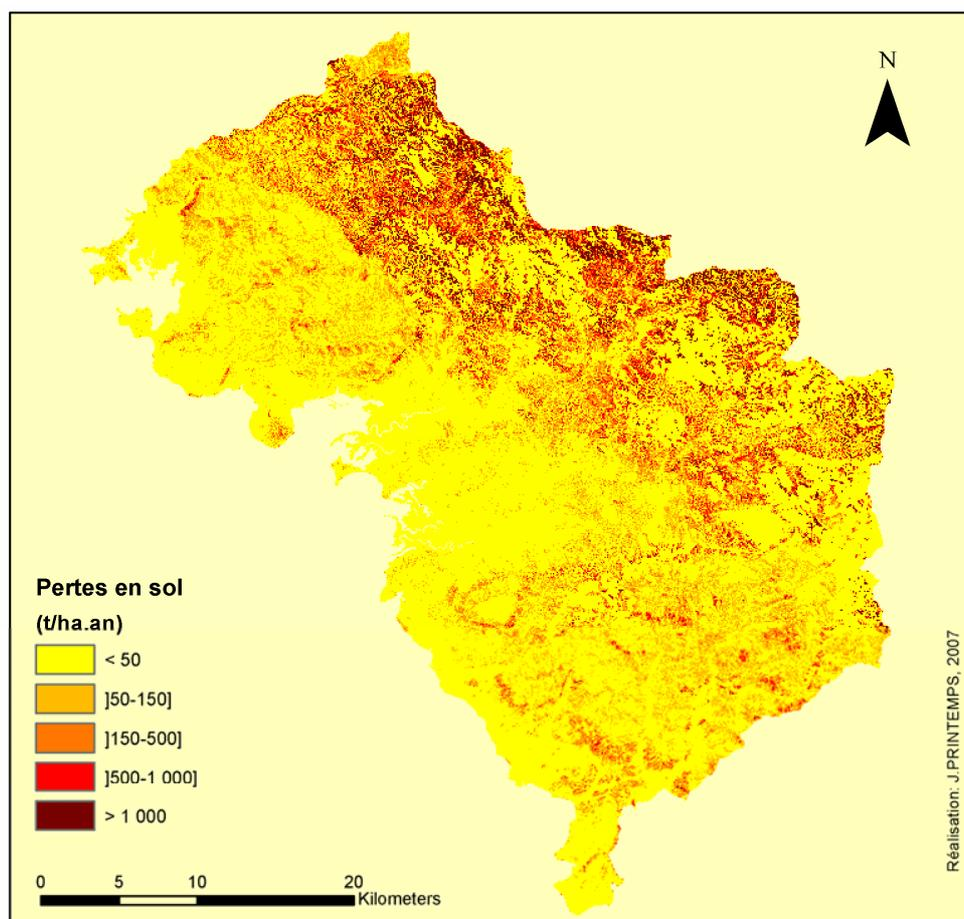 N
Pertes en sol
(t/ha.an)
< 50
]50-150]
]150-500]
]500-1 000]
> 1 000
0 5 10 20
Kilometers
Réalisation: J.PRINTEMPS, 2007